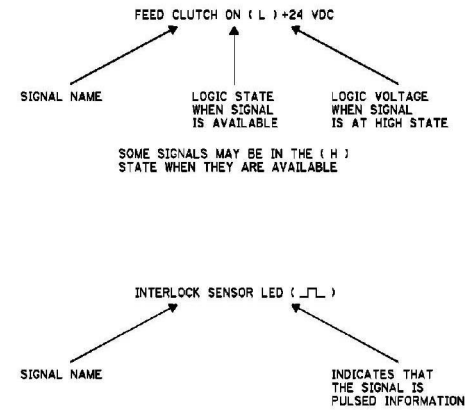 FEED CLUTCH ON ( L ) +24 VDC
SIGNAL NAME
LOGIC STATE
WHEN SIGNAL
IS AVAILABLE
LOGIC VOLTAGE
WHEN SIGNAL
IS AT HIGH STATE
SOME SIGNALS MAY BE IN THE ( H )
STATE WHEN THEY ARE AVAILABLE
INTERLOCK SENSOR LED ( )
SIGNAL NAME
INDICATES THAT
THE SIGNAL IS
PULSED INFORMATION